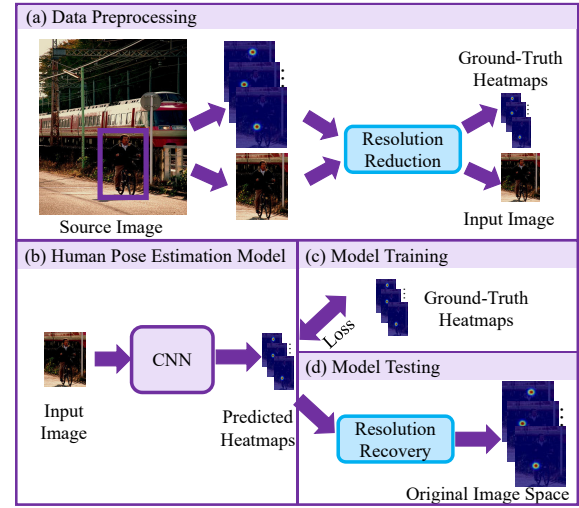 (a) Data Preprocessing
Ground-Truth
Heatmaps
Resolution
Reduction
Source Image
Input Image
(b) Human Pose Estimation Model
CNN
Input
Image
Predicted
Heatmaps
(c) Model Training
Loss
Ground-Truth
Heatmaps
(d) Model Testing
Resolution
Recovery
Original Image Space